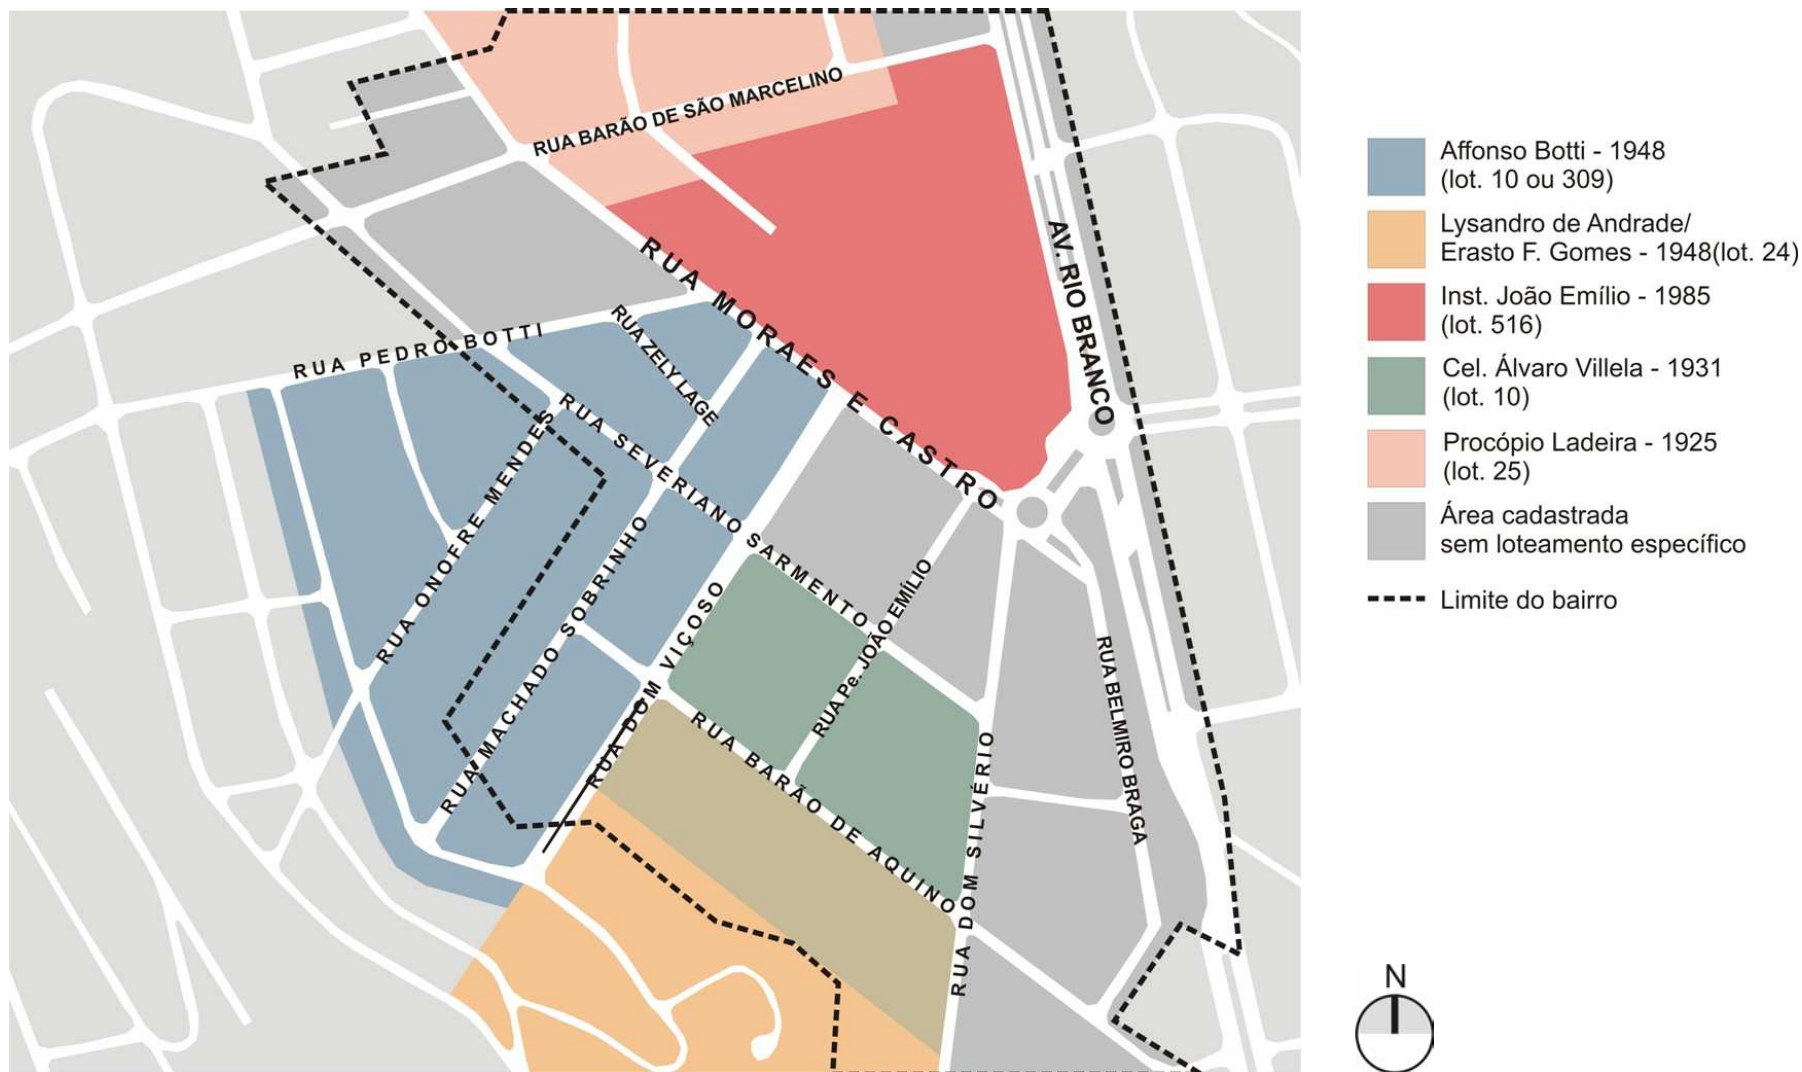 RUA BARÃO DE SÃO MARCELINO
RUA MORAES E CASTRO
AV. RIO BRANCO
RUA ZELY LAGE
RUA PEDRO BOTTI
RUA SEVERIANO SARMENTO
RUA ONOFRE MENDES
RUA MACHADO SOBRINHO
RUA DOM VIÇOSO
RUA Pe. JOÃO EMÍLIO
RUA BARÃO DE AQUINO
RUA DOM SILVÉRIO
RUA BELMIRO BRAGA
Affonso Botti - 1948
(lot. 10 ou 309)
Lysandro de Andrade/
Erasto F. Gomes - 1948(lot. 24)
Inst. João Emílio - 1985
(lot. 516)
Cel. Álvaro Villela - 1931
(lot. 10)
Procópio Ladeira - 1925
(lot. 25)
Área cadastrada
sem loteamento específico
Limite do bairro
N